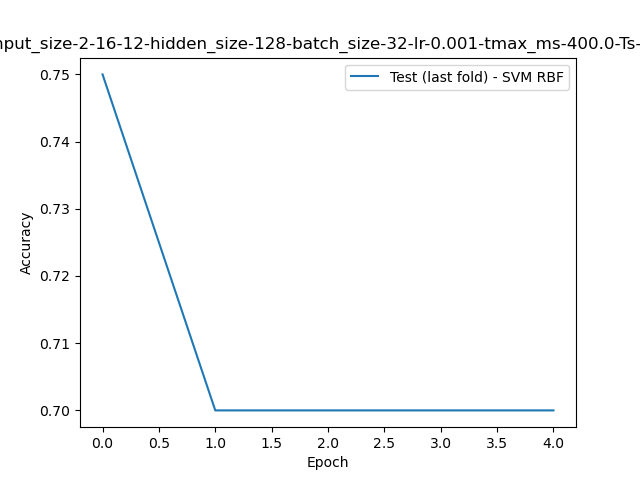 nput_size-2-16-12-hidden_size-128-batch_size-32-lr-0.001-tmax_ms-400.0-Ts-
Test (last fold) - SVM RBF
Accuracy
0.75
0.74
0.73
0.72
0.71
0.70
0.0 0.5 1.0 1.5 2.0 2.5 3.0 3.5 4.0
Epoch